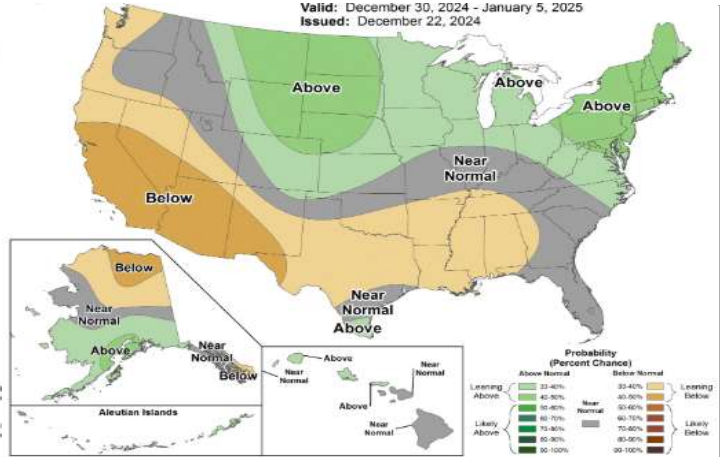 Valid: December 30, 2024 - January 5, 2025
Issued: December 22, 2024
Above
Above
Above
Near
Normal
Below
Near
Normal
Above
Below
Near
Normal
Above
Near
Normal
Below
Aleutian Islands
Above
Near
Normal
Near
Normal
Above
Near
Normal
Probability
(Percent Chance)
Above Normal
Below Normal
Leaning
Above
33-40%
40-50%
50-60%
60-70%
70-80%
80-90%
90-100%
Likely
Above
Near
Normal
33-40%
40-50%
50-60%
60-70%
70-80%
80-90%
90-100%
Leaning
Below
Likely
Below